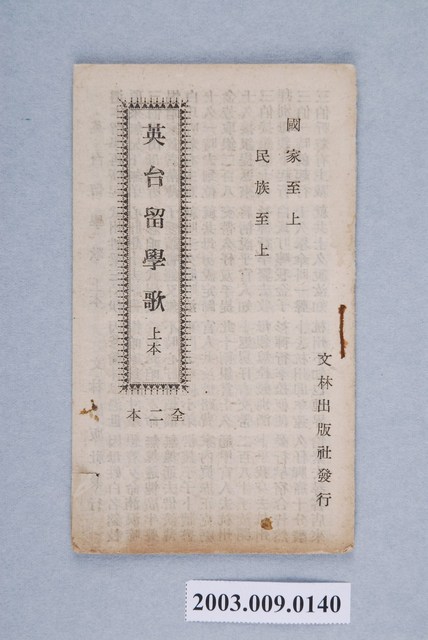 國家至上
民族至上
文林出版社發行
英台留學歌 上本
全二本
2003.009.0140